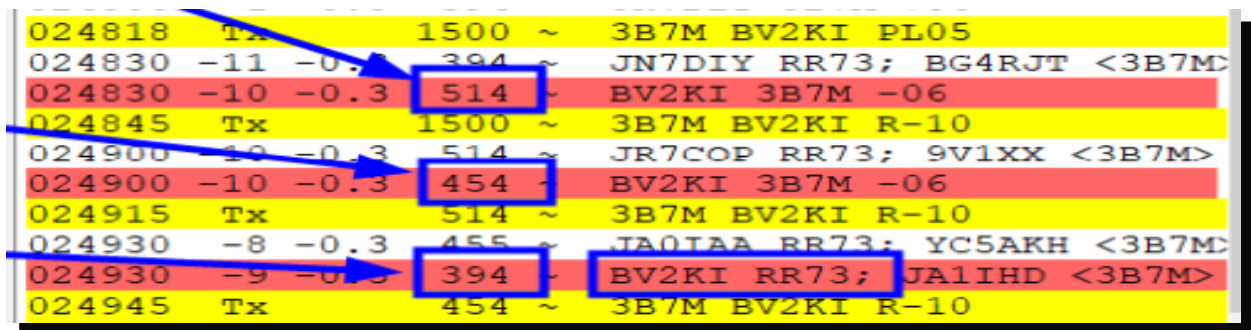 024818 Tx 1500 ~ 3B7M BV2KI PL05
024830 -11 -0.3 394 ~ JN7DIY RR73; BG4RJT <3B7M>
024830 -10 -0.3 514 ~ BV2KI 3B7M -06
024845 Tx 1500 ~ 3B7M BV2KI R-10
024900 -10 -0.3 514 ~ JR7COP RR73; 9V1XX <3B7M>
024900 -10 -0.3 454 ~ BV2KI 3B7M -06
024915 Tx 514 ~ 3B7M BV2KI R-10
024930 -8 -0.3 455 ~ JA0IAA RR73; YC5AKH <3B7M>
024930 -9 394 ~ BV2KI RR73; JA1IHD <3B7M>
024945 Tx 454 ~ 3B7M BV2KI R-10